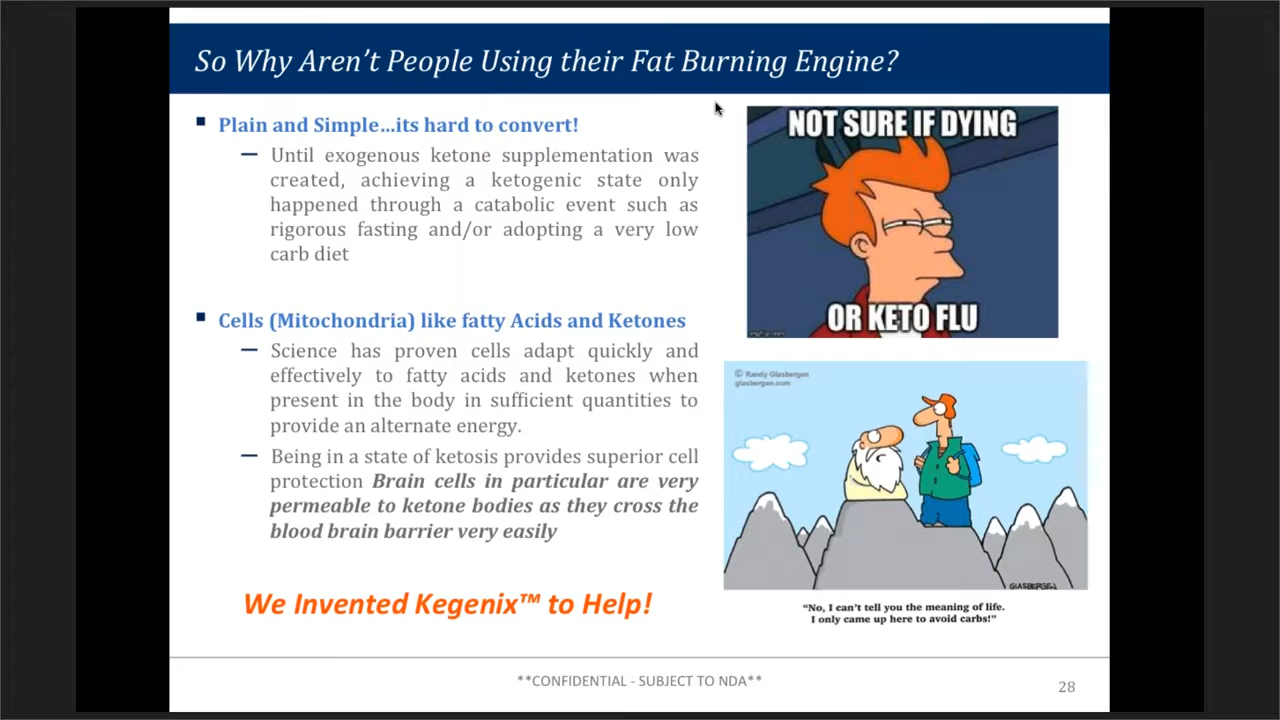 So Why Aren't People Using their Fat Burning Engine?
Plain and Simple…its hard to convert!
— Until exogenous ketone supplementation was
created, achieving a ketogenic state only
happened through a catabolic event such as
rigorous fasting and/or adopting a very low
carb diet
Cells (Mitochondria) like fatty Acids and Ketones
— Science has proven cells adapt quickly and
effectively to fatty acids and ketones when
present in the body in sufficient quantities to
provide an alternate energy.
— Being in a state of ketosis provides superior cell
protection Brain cells in particular are very
permeable to ketone bodies as they cross the
blood brain barrier very easily
We Invented Kegenix™ to Help!
NOT SURE IF DYING
OR KETO FLU
© Randy Glasbergen
glasbergen.com
GLASBERGEN
"No, I can't tell you the meaning of life.
I only came up here to avoid carbs!"
**CONFIDENTIAL - SUBJECT TO NDA**
28